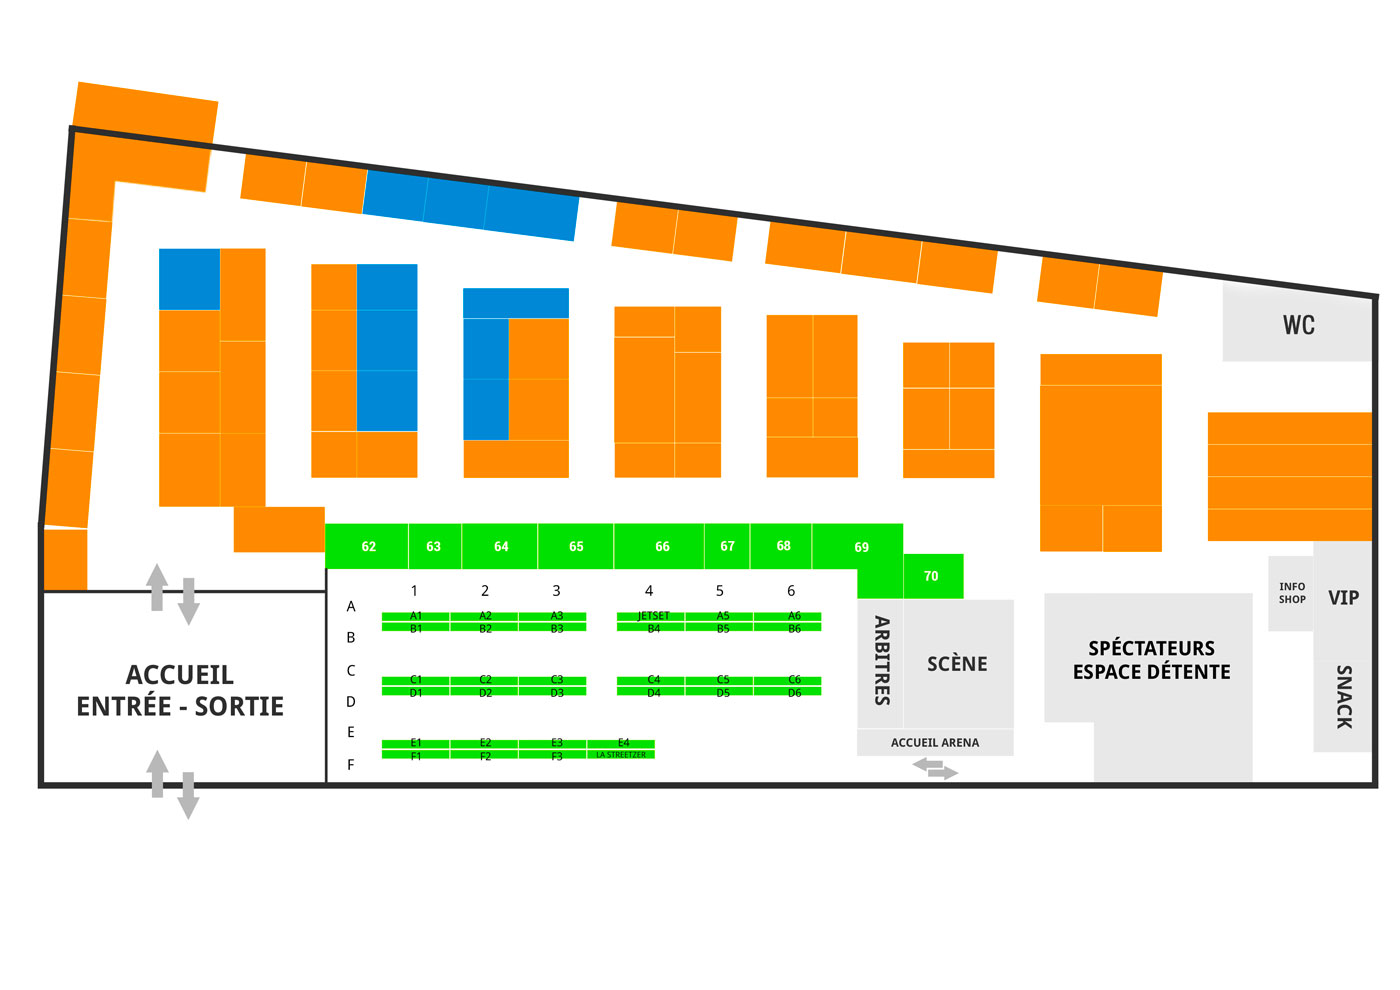 WC
62 63 64 65 66 67 68 69
70
1 2 3 4 5 6
A
A1 A2 A3 JETSET A5 A6
B1 B2 B3 B4 B5 B6
B
C
C1 C2 C3 C4 C5 C6
D1 D2 D3 D4 D5 D6
D
E
E1 E2 E3 E4
F1 F2 F3 LA STREETZER
F
ACCUEIL
ENTRÉE - SORTIE
ARBITRES
SCÈNE
ACCUEIL ARENA
SPÉCTATEURS
ESPACE DÉTENTE
INFO
SHOP
VIP
SNACK